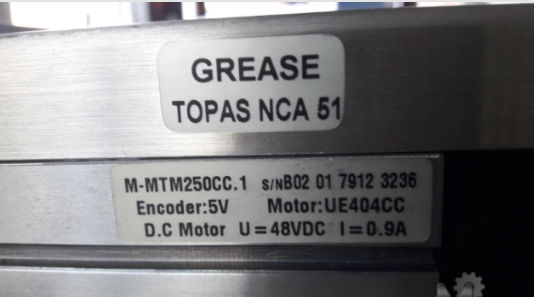 GREASE
TOPAS NCA 51
M-MTM250CC.1 S/NB02 01 7912 3236
Encoder:5V Motor:UE404CC
D.C Motor U=48VDC I=0.9A